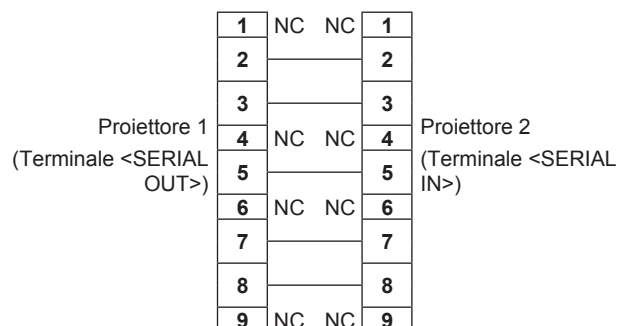 1 NC NC 1
2 2
3 3
Proiettore 1
(Terminale <SERIAL
OUT>)
4 NC NC 4
Proiettore 2
(Terminale <SERIAL
IN>)
5 5
6 NC NC 6
7 7
8 8
9 NC NC 9